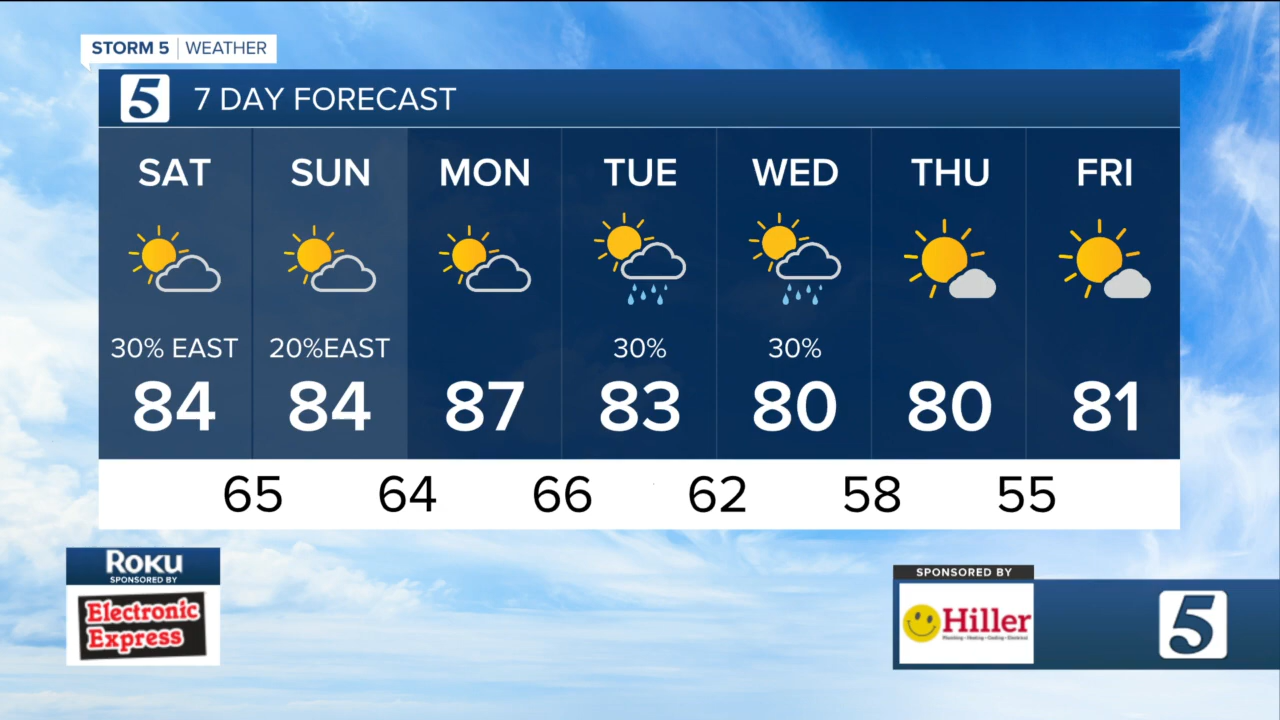 STORM 5 | WEATHER
5 7 DAY FORECAST
SAT SUN MON TUE WED THU FRI
30% EAST 20%EAST 30% 30%
84 84 87 83 80 80 81
65 64 66 62 58 55
Roku
SPONSORED BY
Electronic
Express
SPONSORED BY
Hiller
Plumbing - Heating - Cooling - Electrical
5